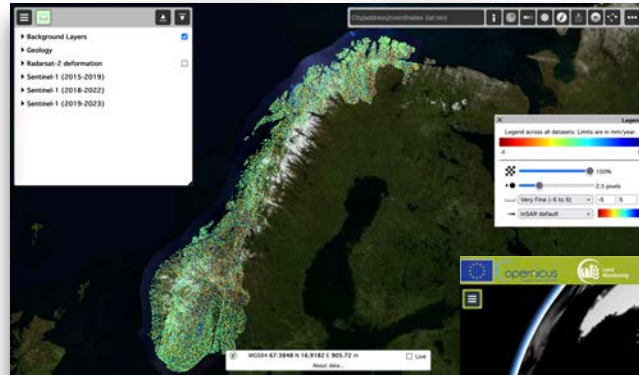 City/address/coordinates (lat lon)
Background Layers
Geology
Radarsat-2 deformation
Sentinel-1 (2015-2019)
Sentinel-1 (2018-2022)
Sentinel-1 (2019-2023)
Legen
Legend across all datasets. Limits are in mm/year.
100%
2.5 pixels
Very Fine (-5 to 5)
-5
5
InSAR default
opernicus
Land
Monitoring
WGS84 67.3848 N 16.9182 E 905.72 m
Live
About data...